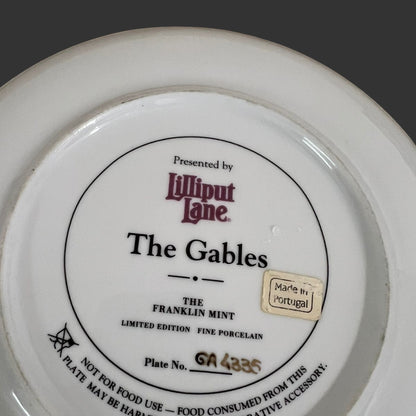 Presented by
Lilliput
Lane®
The Gables
THE
FRANKLIN MINT
LIMITED EDITION FINE PORCELAIN
Plate No. GA4335
Made in
Portugal
NOT FOR FOOD USE — FOOD CONSUMED FROM THIS
PLATE MAY BE ACCESSORY.